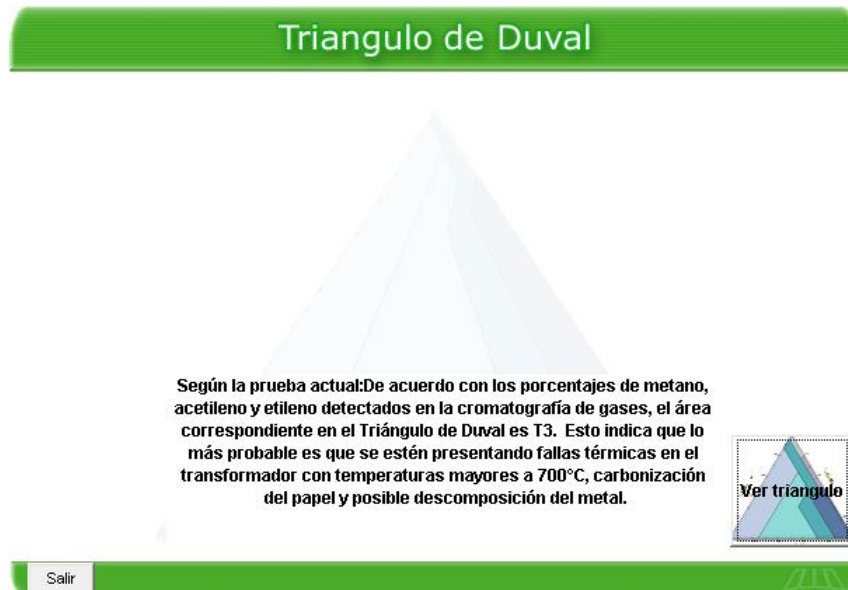 Triangulo de Duval
Según la prueba actual:De acuerdo con los porcentajes de metano,
acetileno y etileno detectados en la cromatografía de gases, el área
correspondiente en el Triángulo de Duval es T3. Esto indica que lo
más probable es que se estén presentando fallas térmicas en el
transformador con temperaturas mayores a 700°C, carbonización
del papel y posible descomposición del metal.
Ver triangulo
Salir